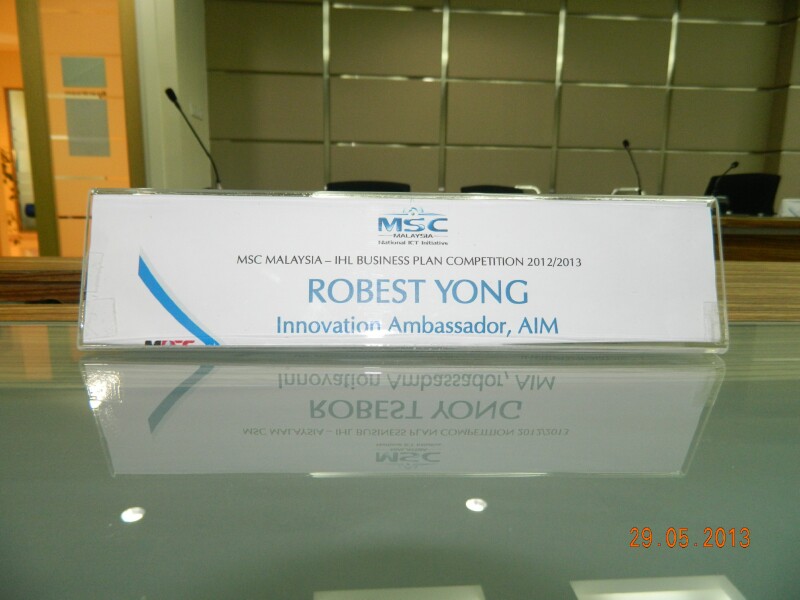 MSC
MALAYSIA
National ICT Initiative
MSC MALAYSIA – IHL BUSINESS PLAN COMPETITION 2012/2013
ROBEST YONG
Innovation Ambassador, AIM
29.05.2013